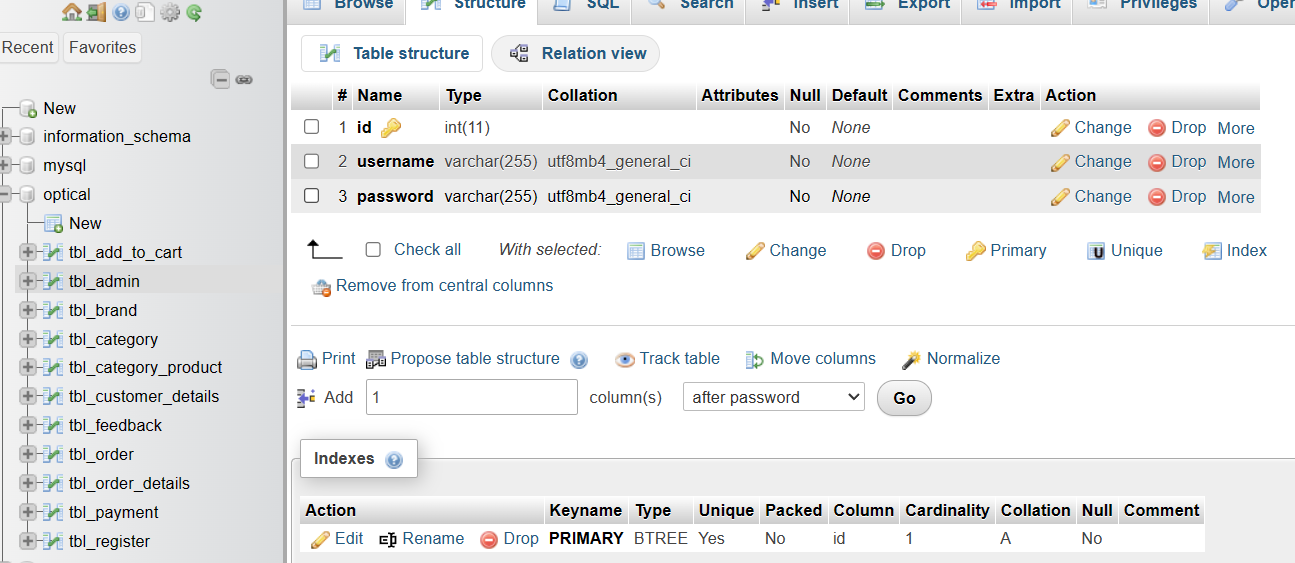 Recent Favorites
New
information_schema
mysql
optical
New
tbl_add_to_cart
tbl_admin
tbl_brand
tbl_category
tbl_category_product
tbl_customer_details
tbl_feedback
tbl_order
tbl_order_details
tbl_payment
tbl_register
Browse Structure SQL Search Insert Export Import Privileges
Table structure Relation view
# Name Type Collation Attributes Null Default Comments Extra Action
1 id int(11) No None Change Drop More
2 username varchar(255) utf8mb4_general_ci No None Change Drop More
3 password varchar(255) utf8mb4_general_ci No None Change Drop More
Check all With selected: Browse Change Drop Primary Unique Index
Remove from central columns
Print Propose table structure Track table Move columns Normalize
Add 1 column(s) after password Go
Indexes
Action Keyname Type Unique Packed Column Cardinality Collation Null Comment
Edit Rename Drop PRIMARY BTREE Yes No id 1 A No